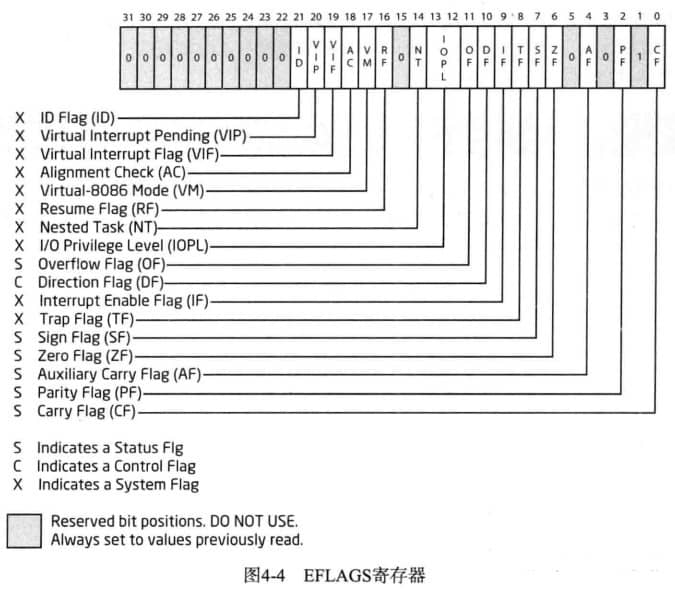 31 30 29 28 27 26 25 24 23 22 21 20 19 18 17 16 15 14 13 12 11 10 9 8 7 6 5 4 3 2 1 0
0 0 0 0 0 0 0 0 0 0 ID VIP VIF AC VM RF 0 NT IOPL OF DF IF TF SF ZF 0 AF 0 PF 1 CF
X ID Flag (ID)
X Virtual Interrupt Pending (VIP)
X Virtual Interrupt Flag (VIF)
X Alignment Check (AC)
X Virtual-8086 Mode (VM)
X Resume Flag (RF)
X Nested Task (NT)
X I/O Privilege Level (IOPL)
S Overflow Flag (OF)
C Direction Flag (DF)
X Interrupt Enable Flag (IF)
X Trap Flag (TF)
S Sign Flag (SF)
S Zero Flag (ZF)
S Auxiliary Carry Flag (AF)
S Parity Flag (PF)
S Carry Flag (CF)
S Indicates a Status Flg
C Indicates a Control Flag
X Indicates a System Flag
Reserved bit positions. DO NOT USE.
Always set to values previously read.
图4-4 EFLAGS寄存器